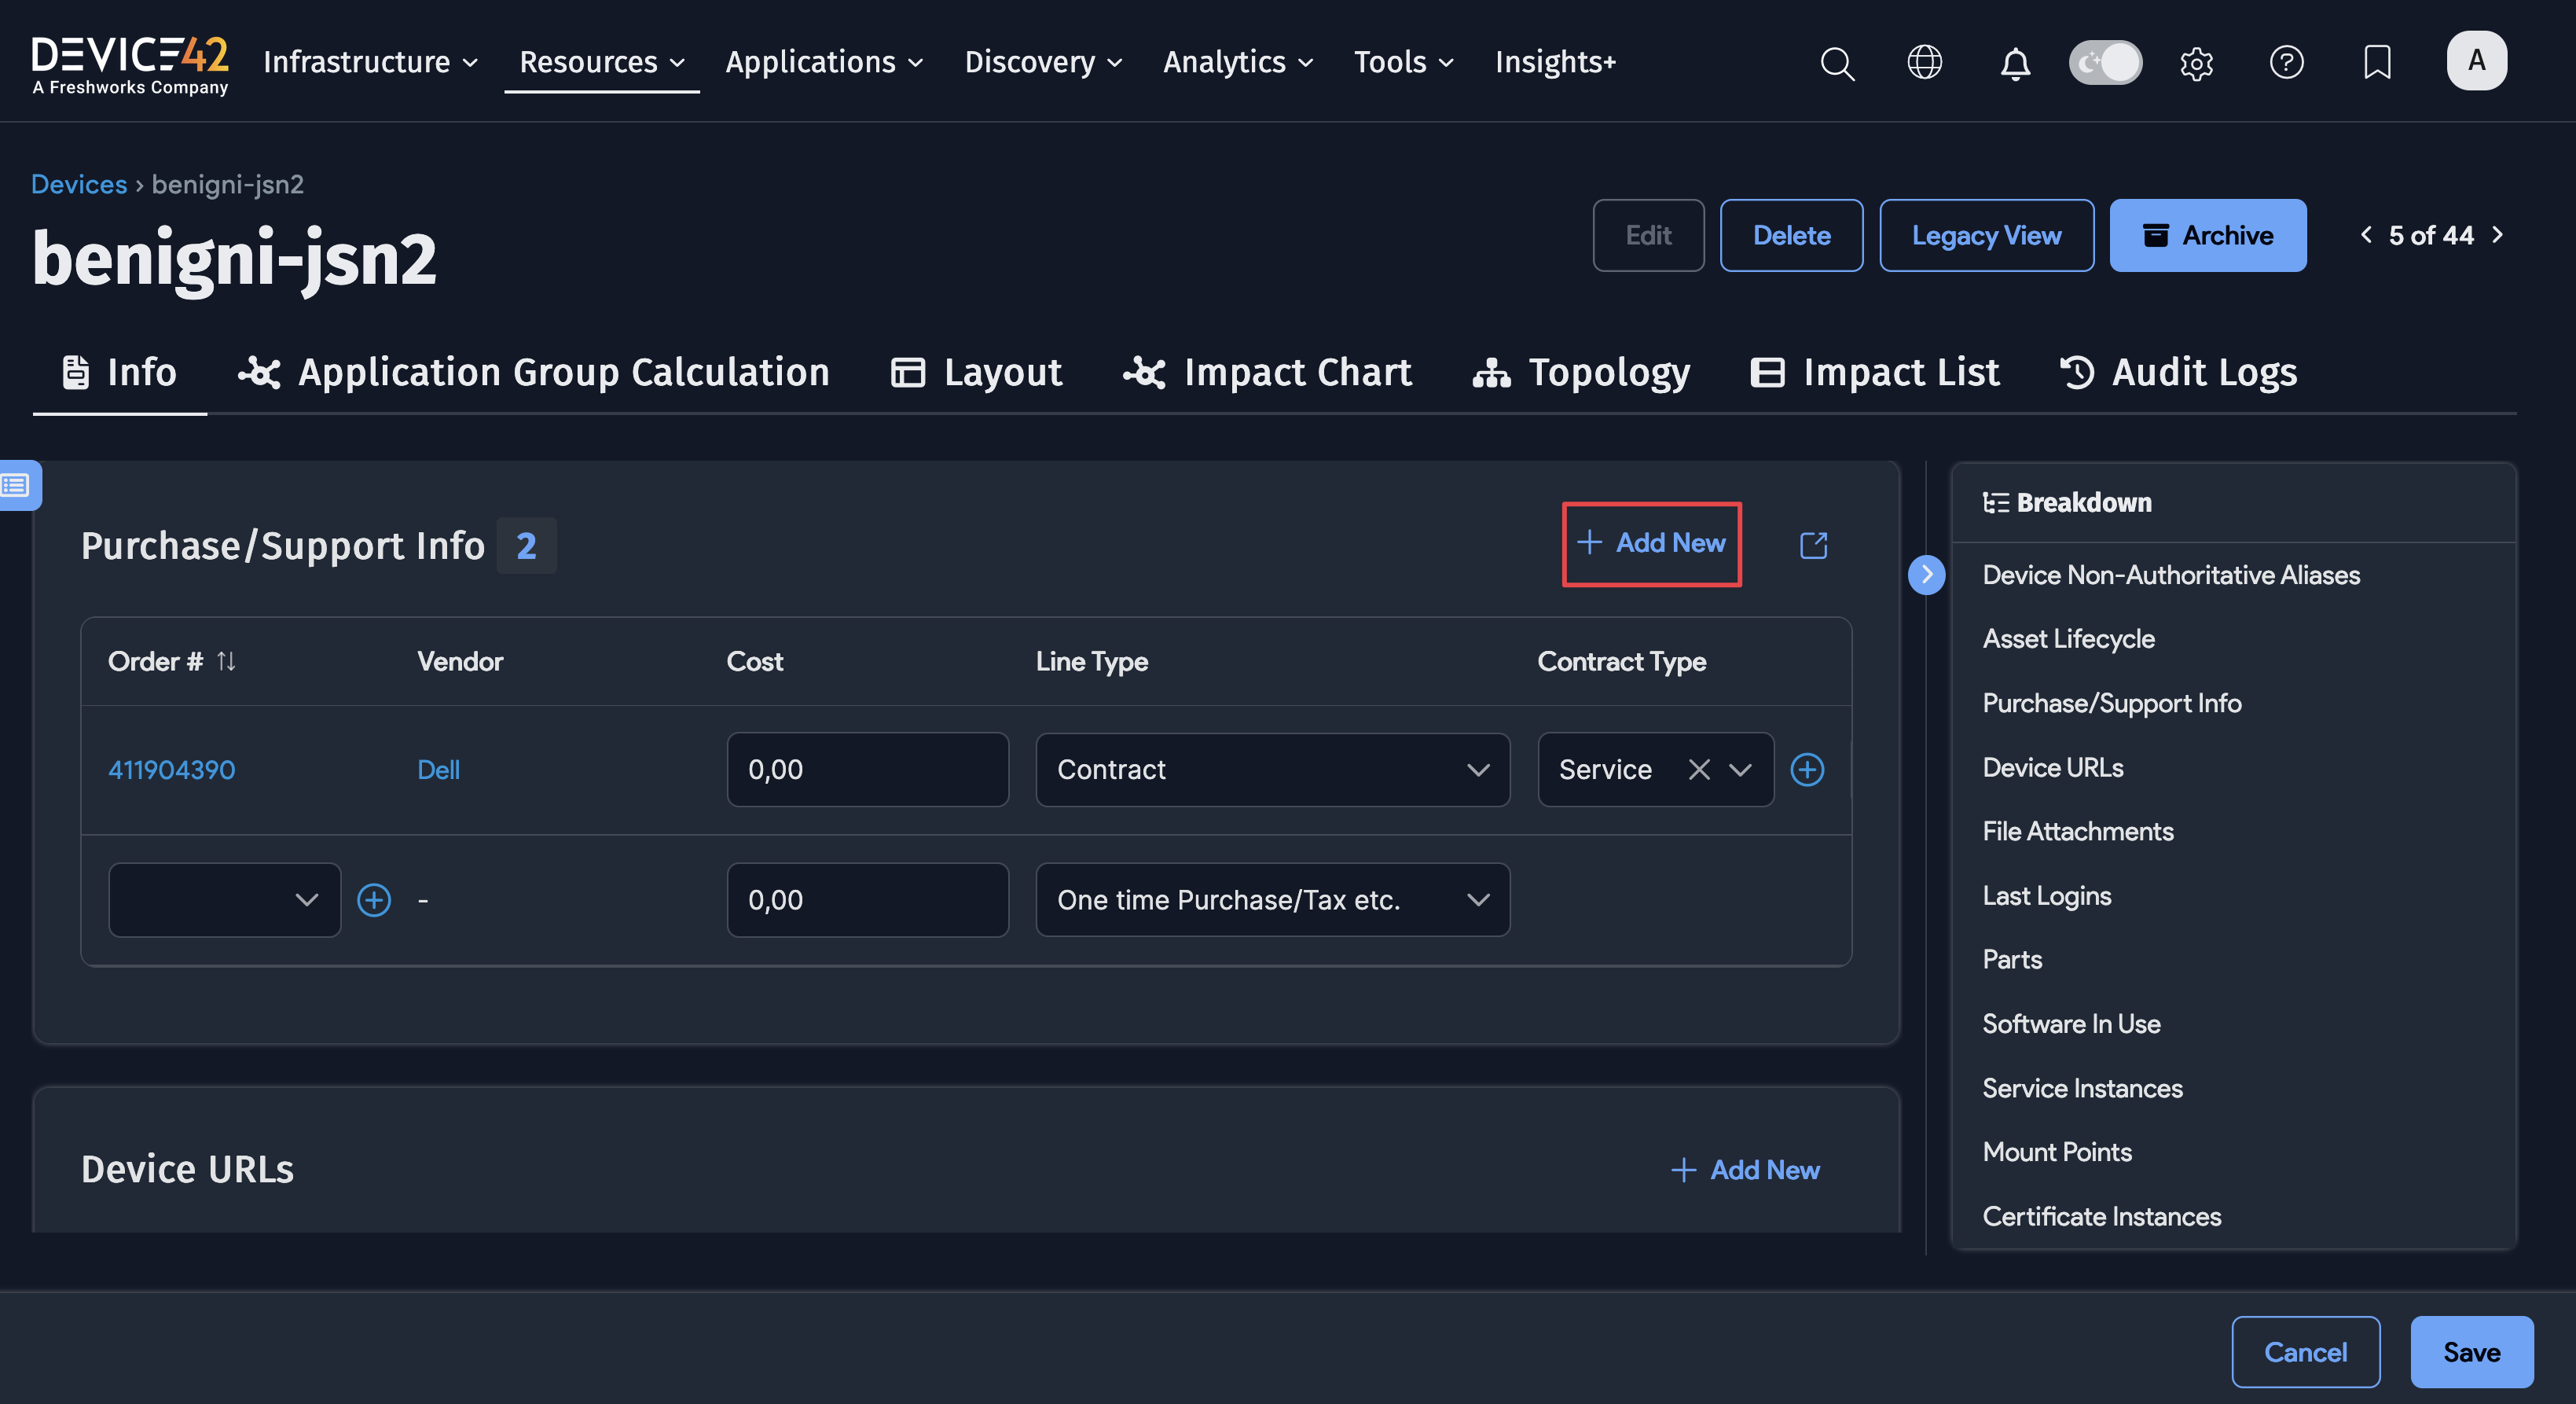 DEVICE42
A Freshworks Company
Infrastructure
Resources
Applications
Discovery
Analytics
Tools
Insights+
A
Devices › benigni-jsn2
benigni-jsn2
Edit
Delete
Legacy View
Archive
5 of 44
Info
Application Group Calculation
Layout
Impact Chart
Topology
Impact List
Audit Logs
Purchase/Support Info 2
+ Add New
Order #
Vendor
Cost
Line Type
Contract Type
411904390
Dell
0,00
Contract
Service
-
0,00
One time Purchase/Tax etc.
Device URLs
+ Add New
Breakdown
Device Non-Authoritative Aliases
Asset Lifecycle
Purchase/Support Info
Device URLs
File Attachments
Last Logins
Parts
Software In Use
Service Instances
Mount Points
Certificate Instances
Cancel
Save